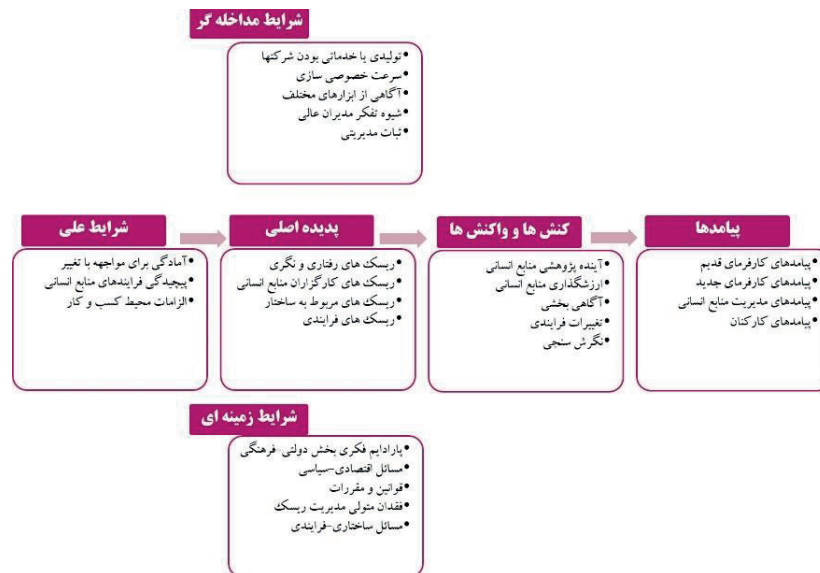 شرایط مداخله گر
•تولیدی یا خدماتی بودن شرکتها
•سرعت خصوصی سازی
•آگاهی از ابزارهای مختلف
•شیوه تفکر مدیران عالی
•ثبات مدیریتی
شرایط علی
•آمادگی برای مواجهه با تغییر
•پیچیدگی فرایندهای منابع انسانی
•الزامات محیط کسب و کار
پدیده اصلی
•ریسک های رفتاری و نگری
•ریسک های کارگزاران منابع انسانی
•ریسک های مربوط به ساختار
•ریسک های فرایندی
کنش ها و واکنش ها
•آینده پژوهشی منابع انسانی
•ارزشگذاری منابع انسانی
•آگاهی بخشی
•تغییرات فرایندی
•نگرش سنجی
پیامدها
•پیامدهای کارفرمای قدیم
•پیامدهای کارفرمای جدید
•پیامدهای مدیریت منابع انسانی
•پیامدهای کارکنان
شرایط زمینه ای
•پارادایم فکری بخش دولتی-فرهنگی
•مسائل اقتصادی-سیاسی
•قوانین و مقررات
•فقدان متولی مدیریت ریسک
•مسائل ساختاری-فرایندی